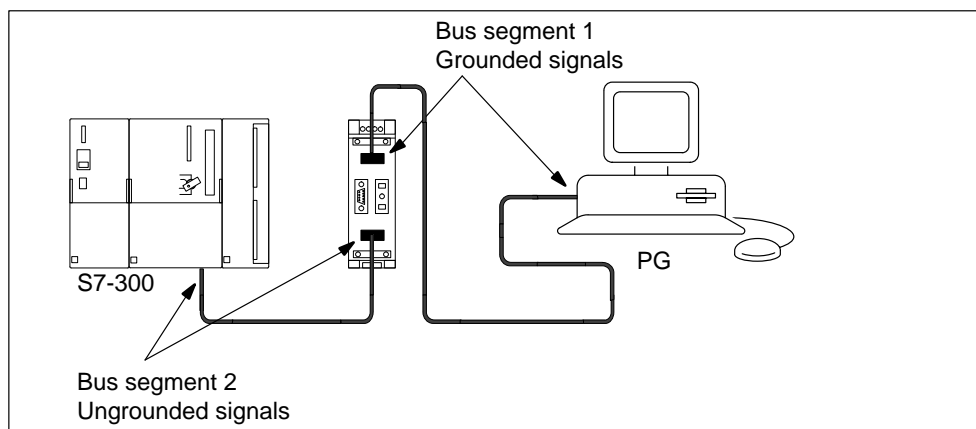 Bus segment 1
Grounded signals
S7-300
PG
Bus segment 2
Ungrounded signals